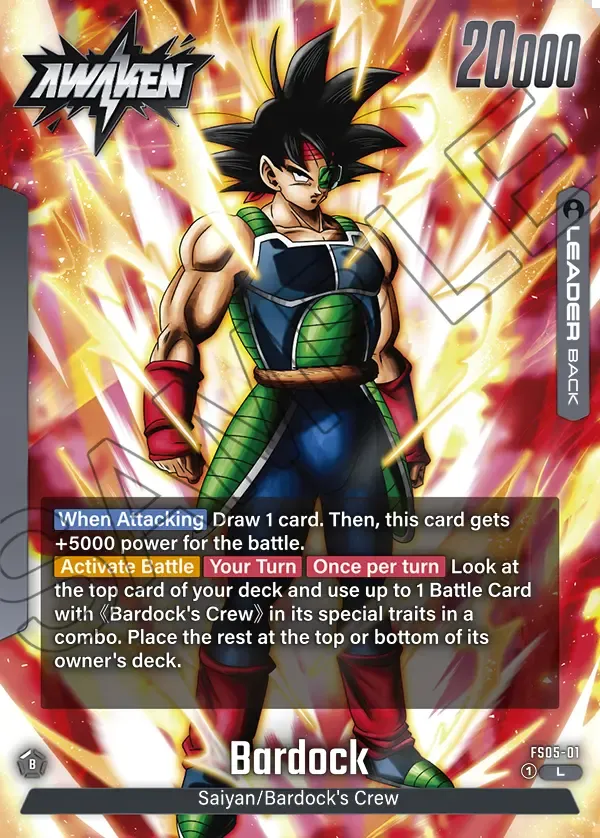 AWAKEN
20000
LEADER BACK
When Attacking Draw 1 card. Then, this card gets
+5000 power for the battle.
Activate Battle Your Turn Once per turn Look at
the top card of your deck and use up to 1 Battle Card
with 《Bardock's Crew》 in its special traits in a
combo. Place the rest at the top or bottom of its
owner's deck.
SAMPLE
B
Bardock
FS05-01
1 L
Saiyan/Bardock's Crew